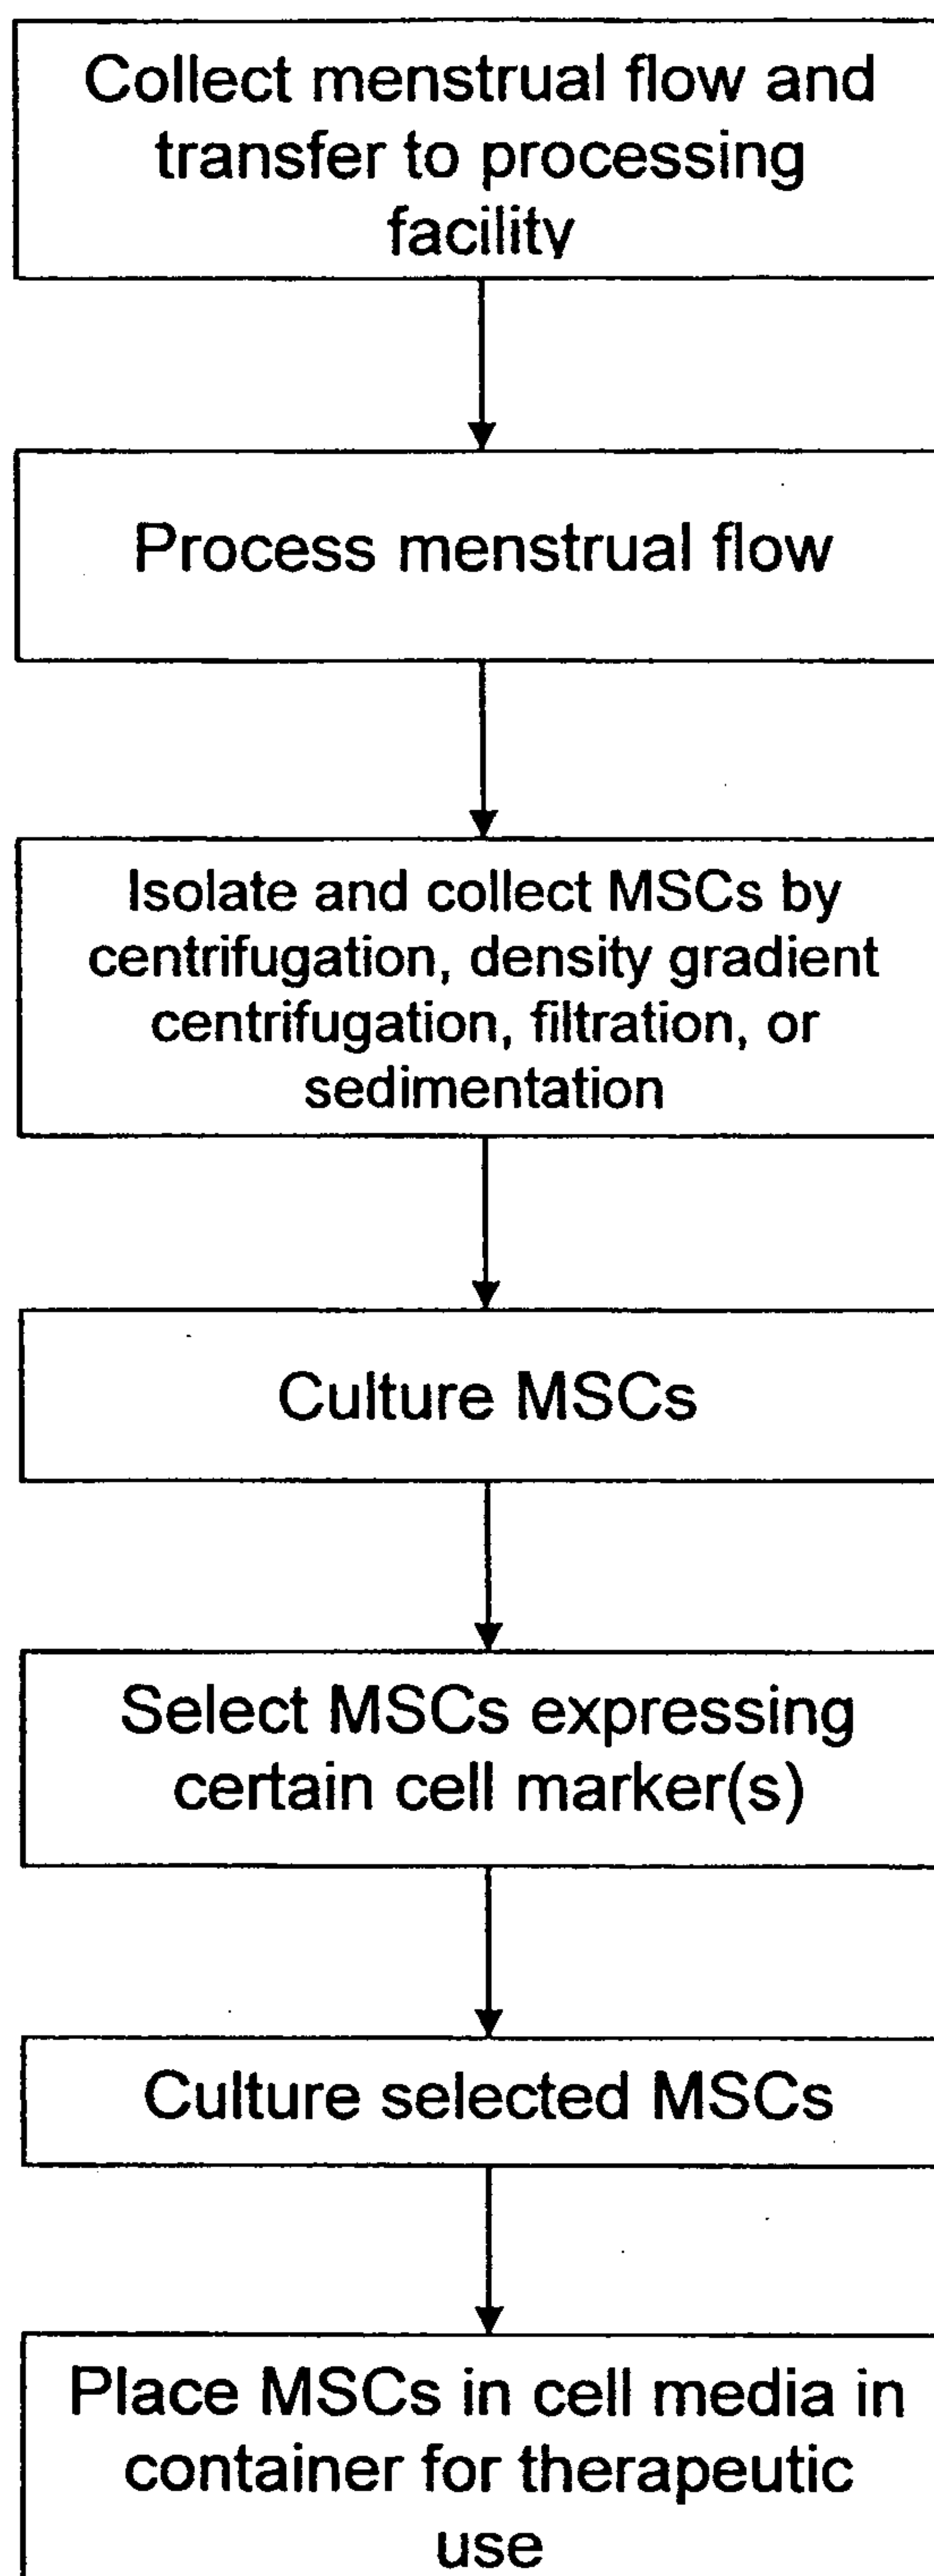 Collect menstrual flow and
transfer to processing
facility
Process menstrual flow
Isolate and collect MSCs by
centrifugation, density gradient
centrifugation, filtration, or
sedimentation
Culture MSCs
Select MSCs expressing
certain cell marker(s)
Culture selected MSCs
Place MSCs in cell media in
container for therapeutic
use